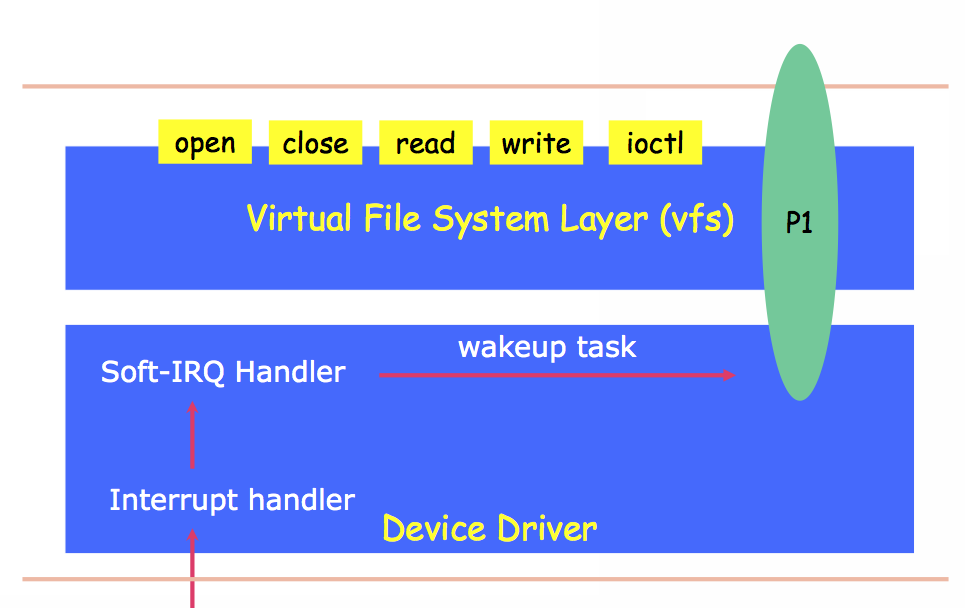 open close read write ioctl
Virtual File System Layer (vfs)
P1
wakeup task
Soft-IRQ Handler
Interrupt handler
Device Driver